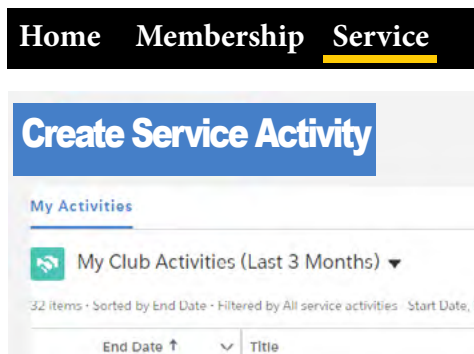 Home Membership Service
Create Service Activity
My Activities
My Club Activities (Last 3 Months)
32 items · Sorted by End Date · Filtered by All service activities · Start Date,
End Date ↑ Title